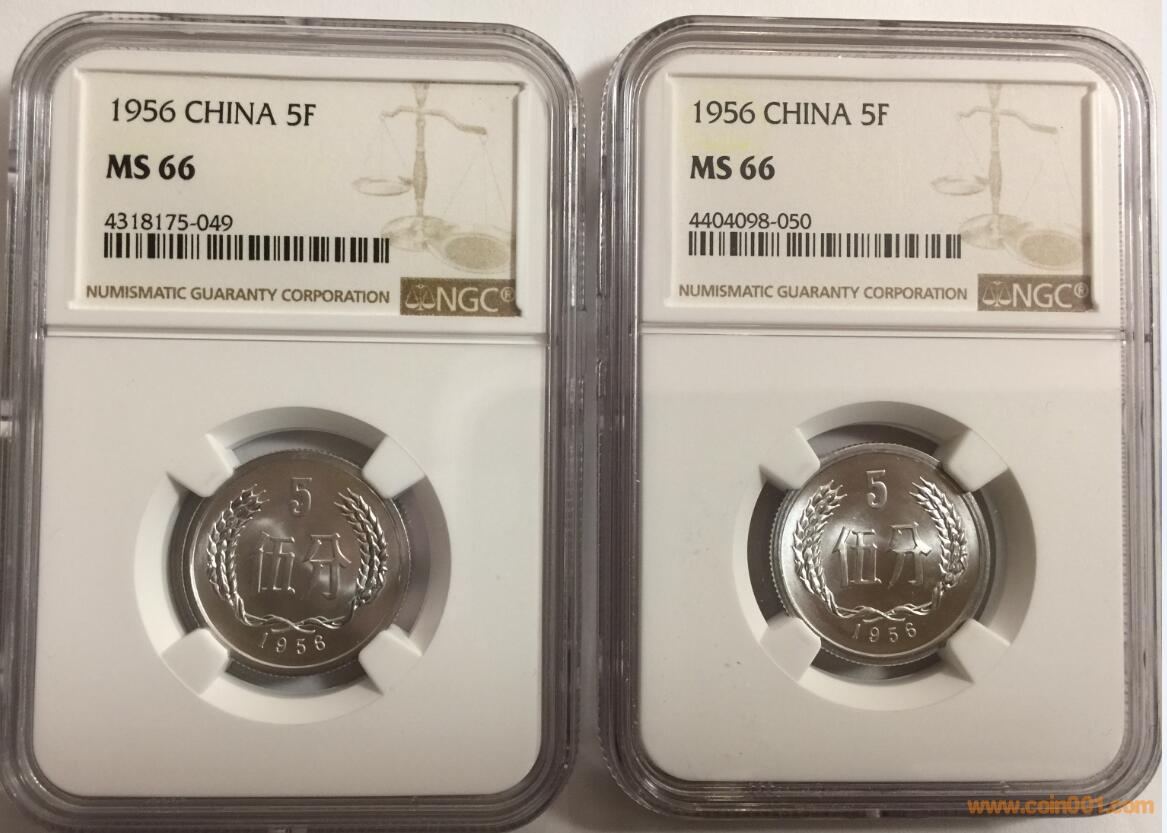 1956 CHINA 5F
MS 66
4318175-049
NUMISMATIC GUARANTY CORPORATION
NGC®
5
伍分
1956
1956 CHINA 5F
MS 66
4404098-050
NUMISMATIC GUARANTY CORPORATION
NGC®
5
伍分
1956
www.coin001.com